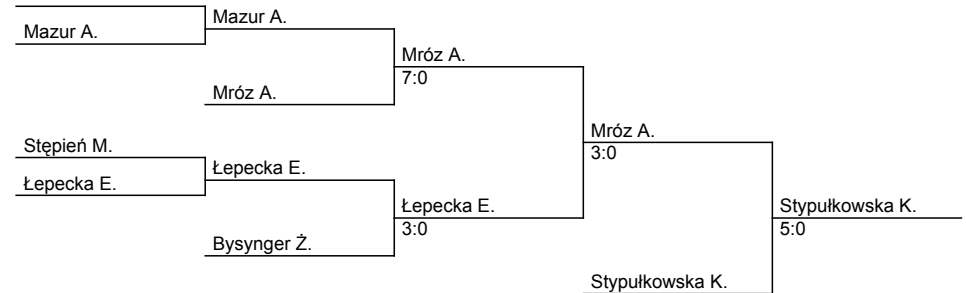 Mazur A.
Mazur A.
Mróz A.
7:0
Mróz A.
Mróz A.
3:0
Stępień M.
Łepecka E.
Łepecka E.
Łepecka E.
3:0
Bysynger Ż.
Stypułkowska K.
5:0
Stypułkowska K.